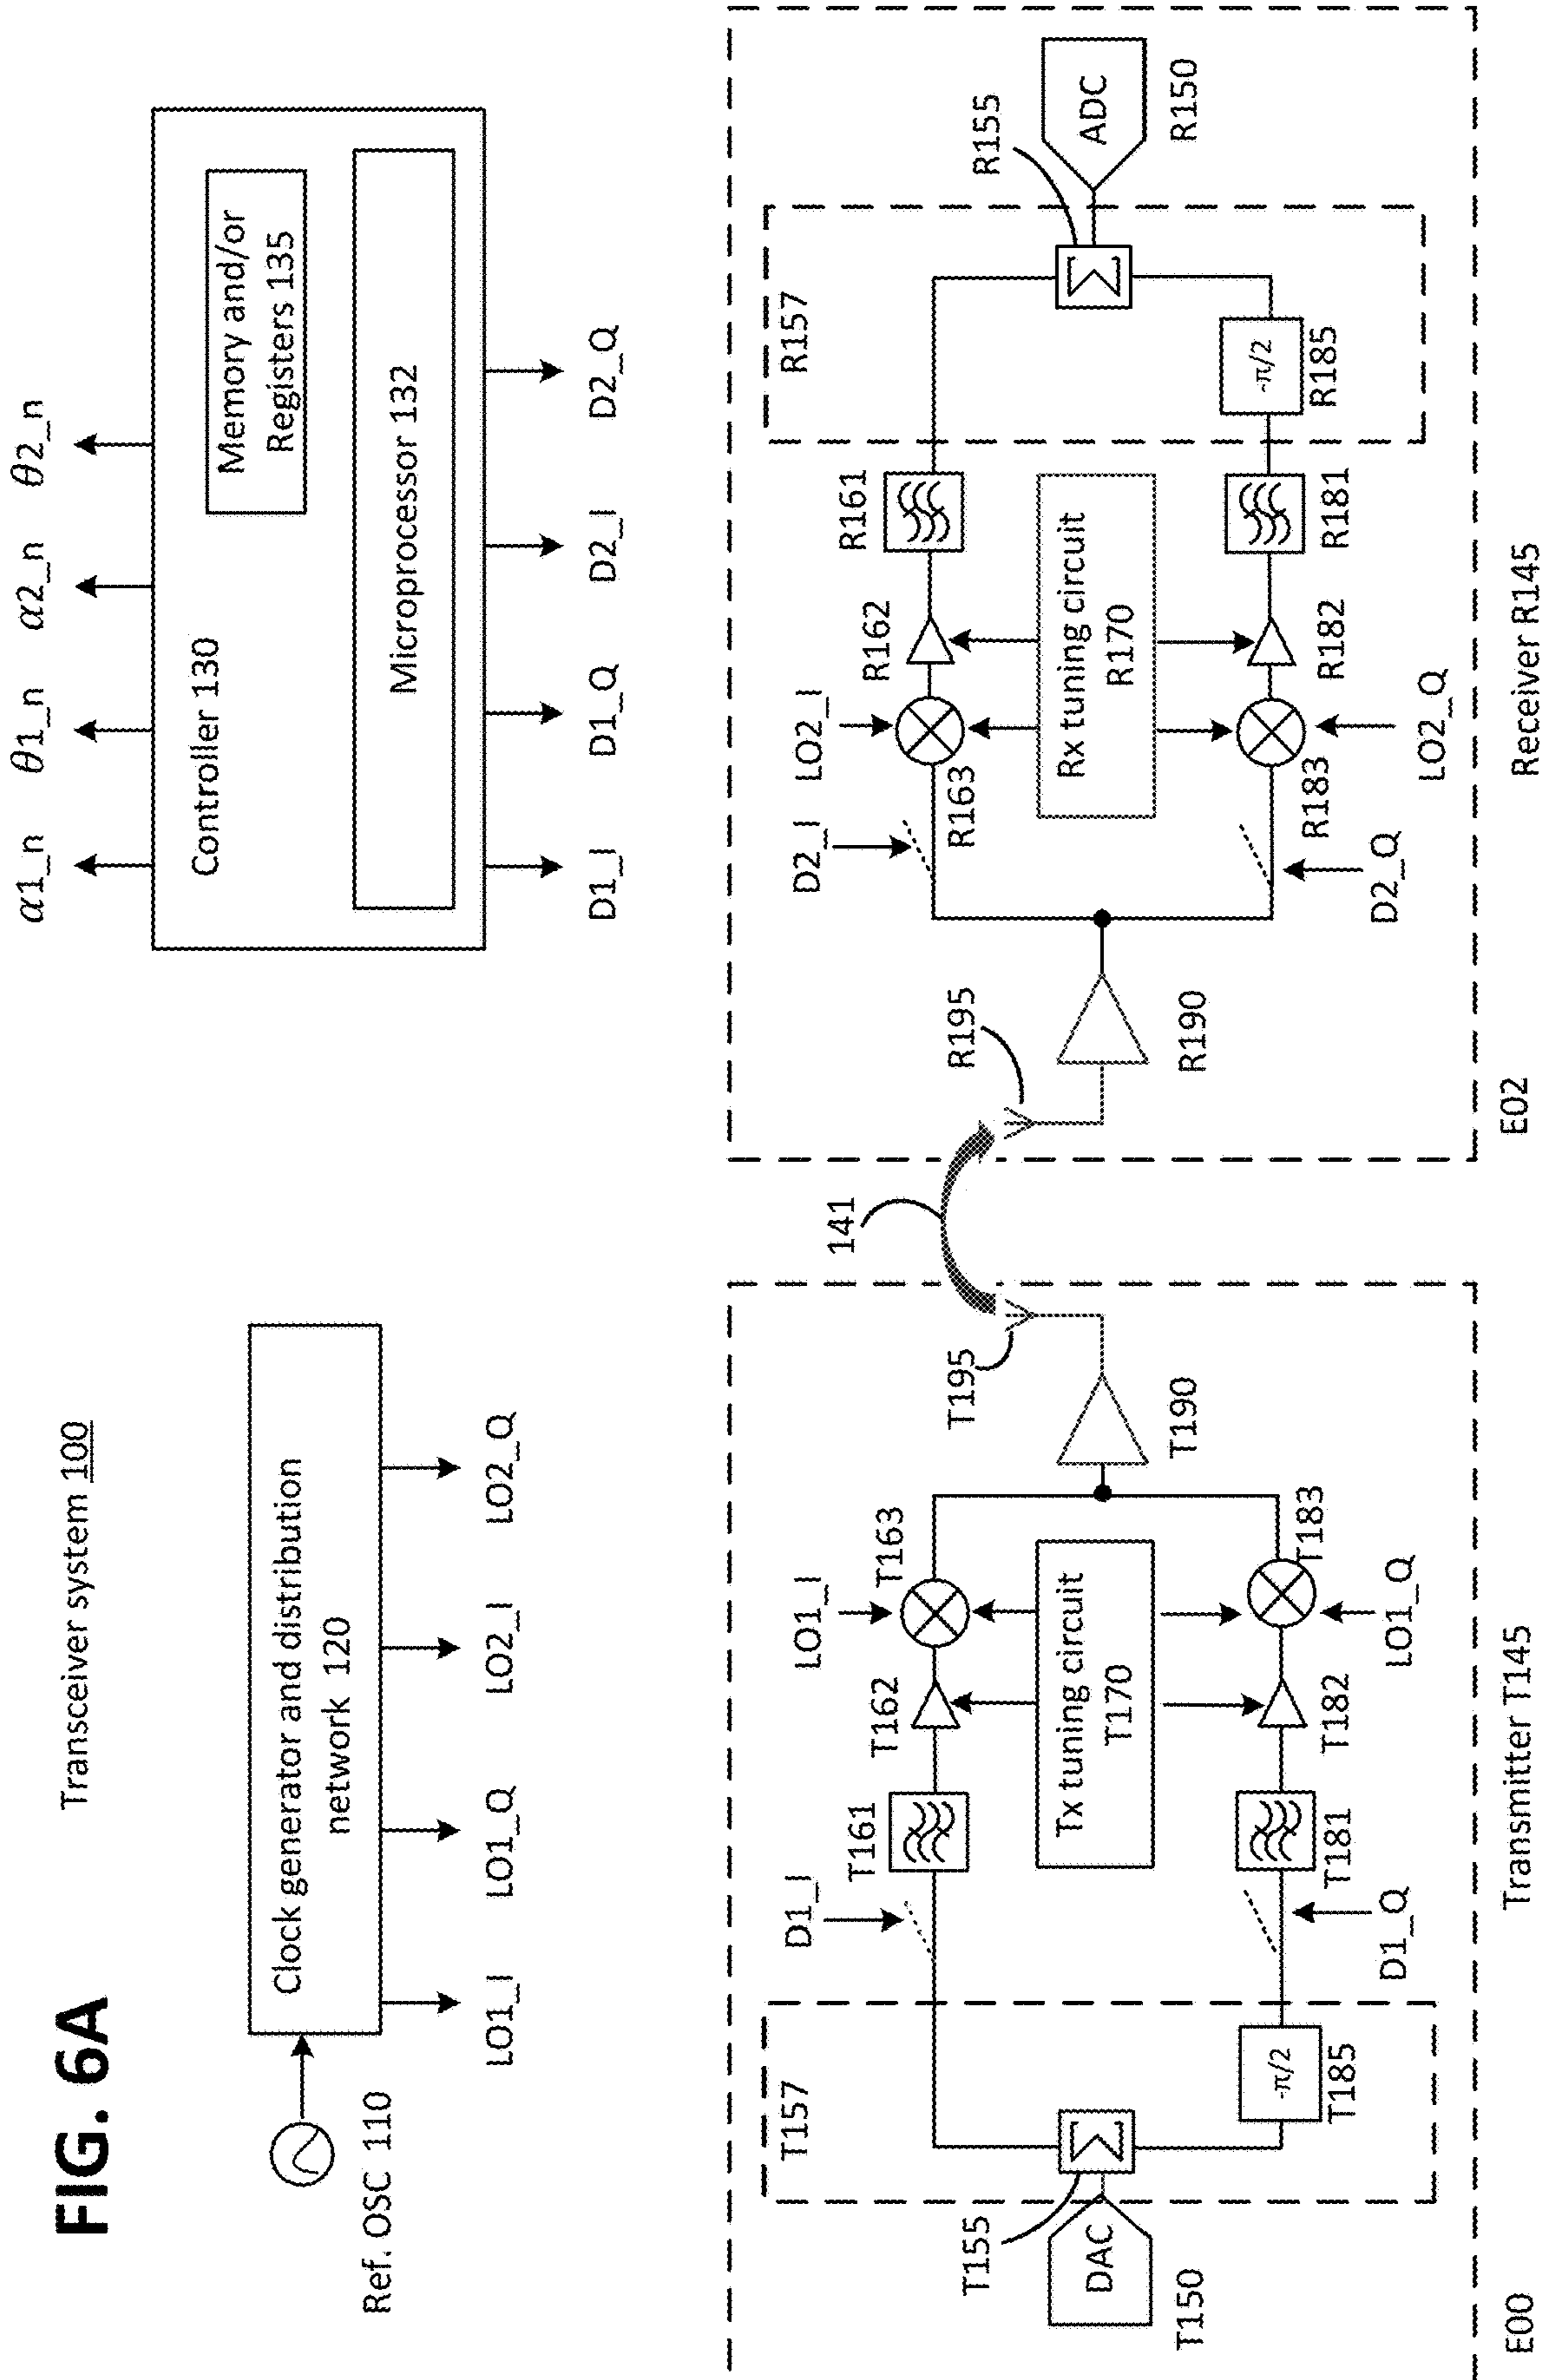 FIG. 6A
Transceiver system 100
Ref. OSC 110
Clock generator and distribution
network 120
LO1_I
LO1_Q
LO2_I
LO2_Q
α1_n
θ1_n
α2_n
θ2_n
Controller 130
Memory and/or
Registers 135
Microprocessor 132
D1_I
D1_Q
D2_I
D2_Q
T157
T155
DAC
T150
-π/2
T185
D1_I
T161
T162
LO1_I
T163
Tx tuning circuit
T170
T181
D1_Q
T182
T183
LO1_Q
T195
T190
E00
Transmitter T145
141
R195
R190
D2_I
LO2_I
R163
R162
R161
Rx tuning circuit
R170
D2_Q
R183
LO2_Q
R182
R181
R157
-π/2
R185
R155
ADC
R150
E02
Receiver R145